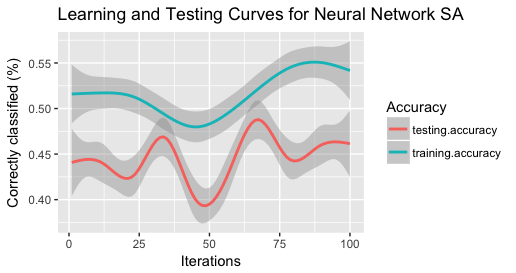 Learning and Testing Curves for Neural Network SA
Correctly classified (%)
0.55
0.50
0.45
0.40
0
25
50
75
100
Iterations
Accuracy
testing.accuracy
training.accuracy